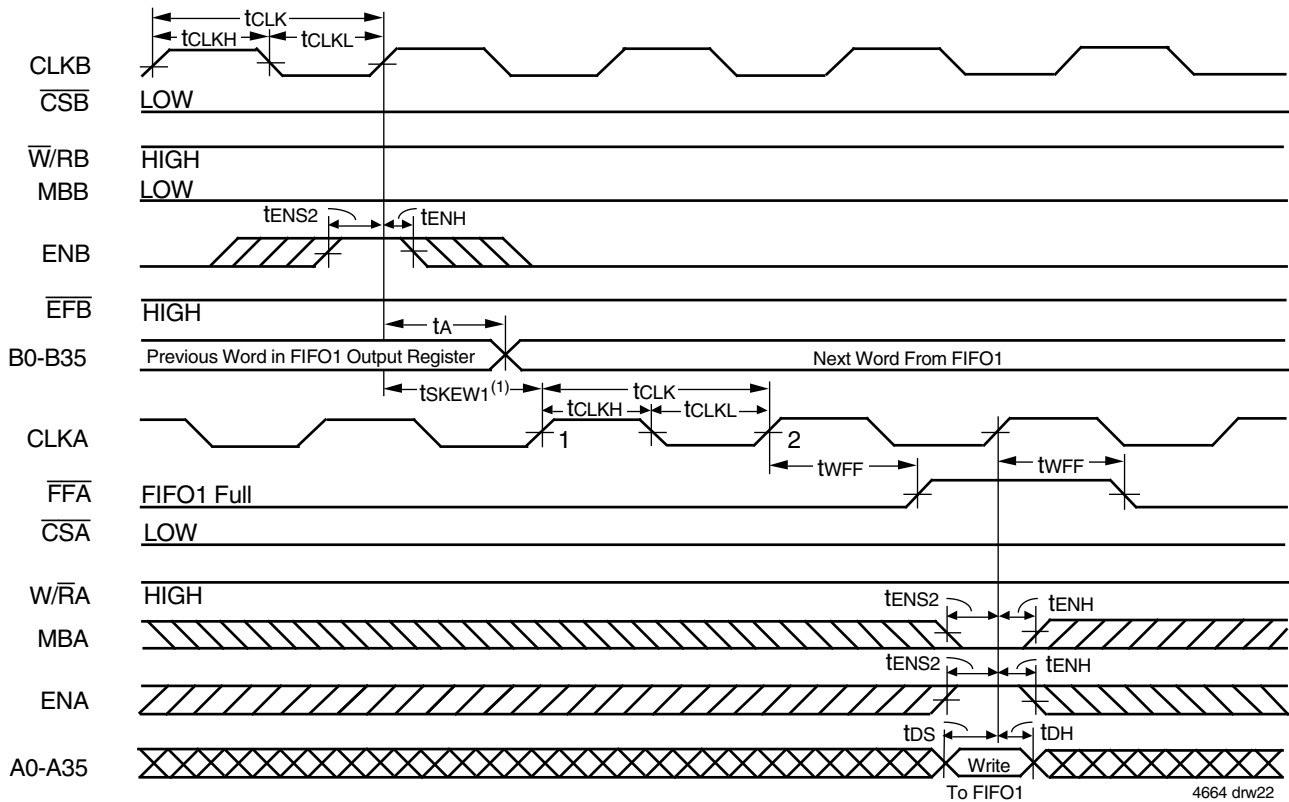 tCLK
tCLKH tCLKL
CLKB
CSB LOW
W/RB HIGH
MBB LOW
tENS2 tENH
ENB
EFB HIGH
tA
B0-B35 Previous Word in FIFO1 Output Register Next Word From FIFO1
tSKEW1(1) tCLK
tCLKH tCLKL
CLKA 1 2
tWFF tWFF
FFA FIFO1 Full
CSA LOW
W/RA HIGH
tENS2 tENH
MBA
tENS2 tENH
ENA
tDS tDH
A0-A35 Write
To FIFO1 4664 drw22